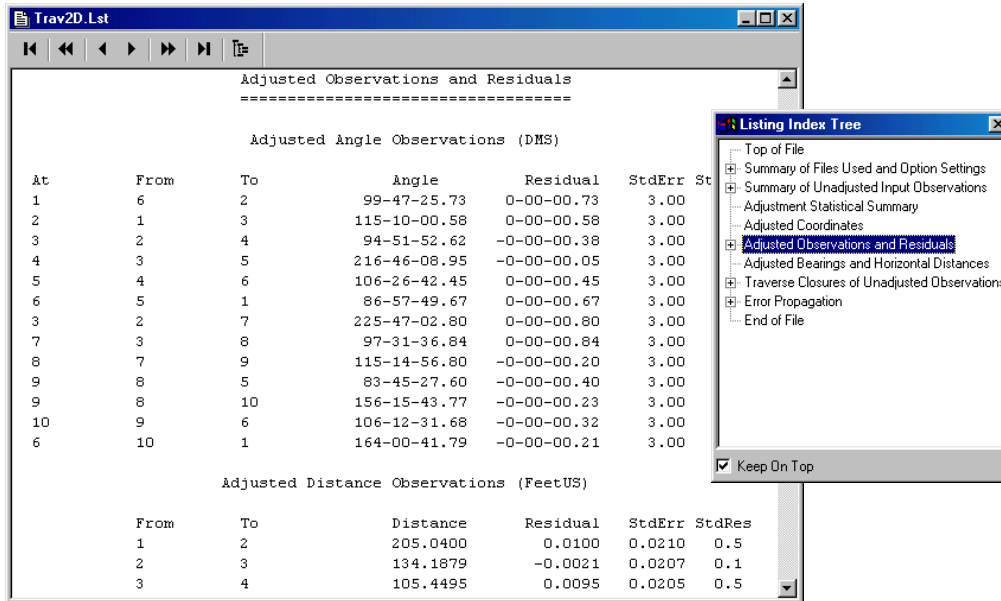 Trav2D.Lst
Adjusted Observations and Residuals
===================================
Adjusted Angle Observations (DMS)
At From To Angle Residual StdErr St
1 6 2 99-47-25.73 0-00-00.73 3.00
2 1 3 115-10-00.58 0-00-00.58 3.00
3 2 4 94-51-52.62 -0-00-00.38 3.00
4 3 5 216-46-08.95 -0-00-00.05 3.00
5 4 6 106-26-42.45 0-00-00.45 3.00
6 5 1 86-57-49.67 0-00-00.67 3.00
3 2 7 225-47-02.80 0-00-00.80 3.00
7 3 8 97-31-36.84 0-00-00.84 3.00
8 7 9 115-14-56.80 -0-00-00.20 3.00
9 8 5 83-45-27.60 -0-00-00.40 3.00
9 8 10 156-15-43.77 -0-00-00.23 3.00
10 9 6 106-12-31.68 -0-00-00.32 3.00
6 10 1 164-00-41.79 -0-00-00.21 3.00
Adjusted Distance Observations (FeetUS)
From To Distance Residual StdErr StdRes
1 2 205.0400 0.0100 0.0210 0.5
2 3 134.1879 -0.0021 0.0207 0.1
3 4 105.4495 0.0095 0.0205 0.5
Listing Index Tree
Top of File
Summary of Files Used and Option Settings
Summary of Unadjusted Input Observations
Adjustment Statistical Summary
Adjusted Coordinates
Adjusted Observations and Residuals
Adjusted Bearings and Horizontal Distances
Traverse Closures of Unadjusted Observations
Error Propagation
End of File
Keep On Top